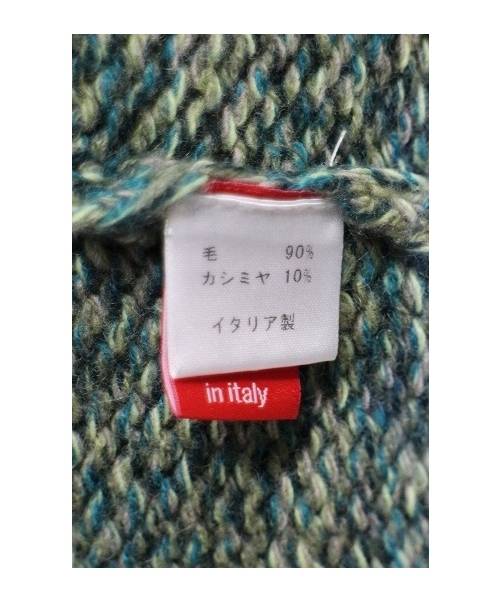 毛 90%
カシミヤ 10%
イタリア製
in italy